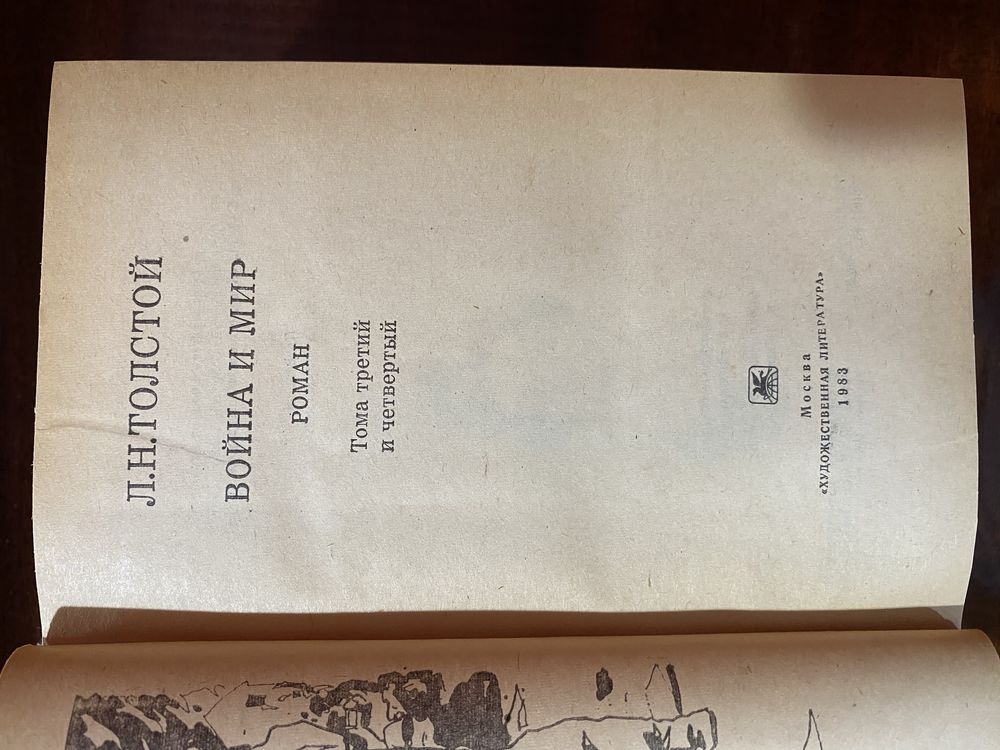 Л.Н.ТОЛСТОЙ
ВОЙНА И МИР
РОМАН
Тома третий
и четвертый
Москва
«ХУДОЖЕСТВЕННАЯ ЛИТЕРАТУРА»
1983